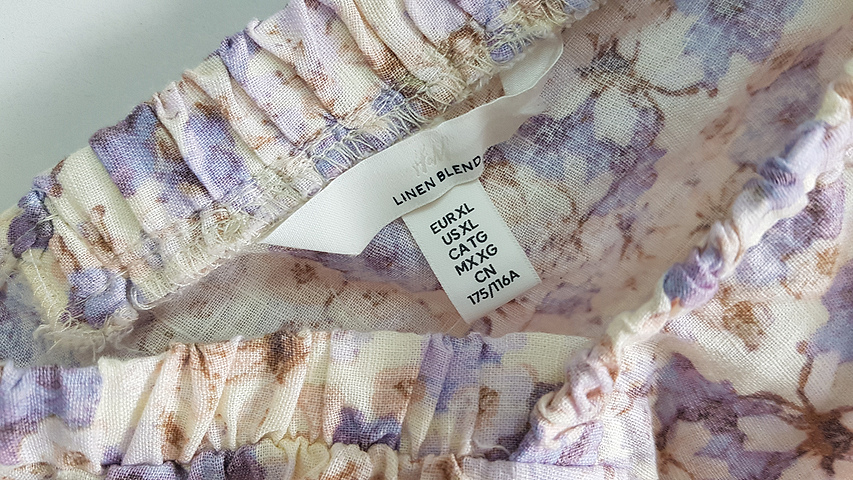 H&M
LINEN BLEND
EUR XL
US XL
CA TG
MX XG
CN
175/116A